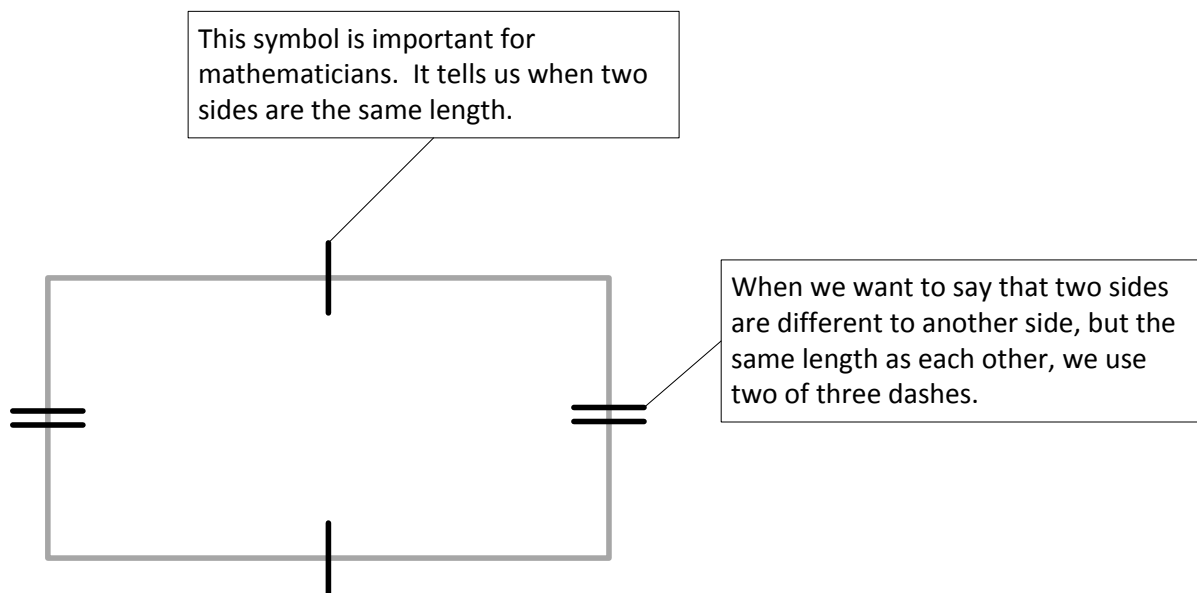 This symbol is important for
mathematicians.  It tells us when two
sides are the same length.
When we want to say that two sides
are different to another side, but the
same length as each other, we use
two of three dashes.